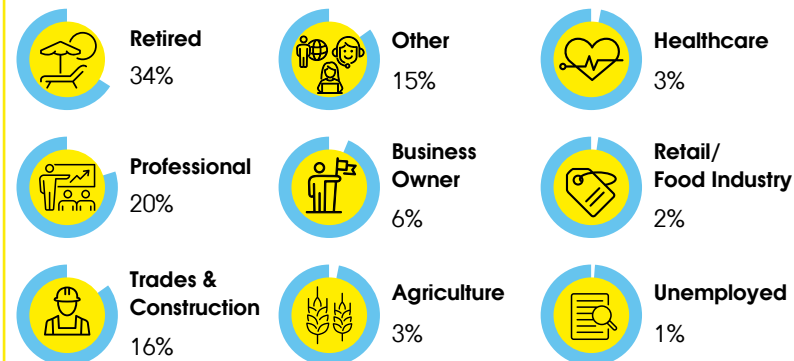 Retired
34%
Other
15%
Healthcare
3%
Professional
20%
Business
Owner
6%
Retail/
Food Industry
2%
Trades &
Construction
16%
Agriculture
3%
Unemployed
1%